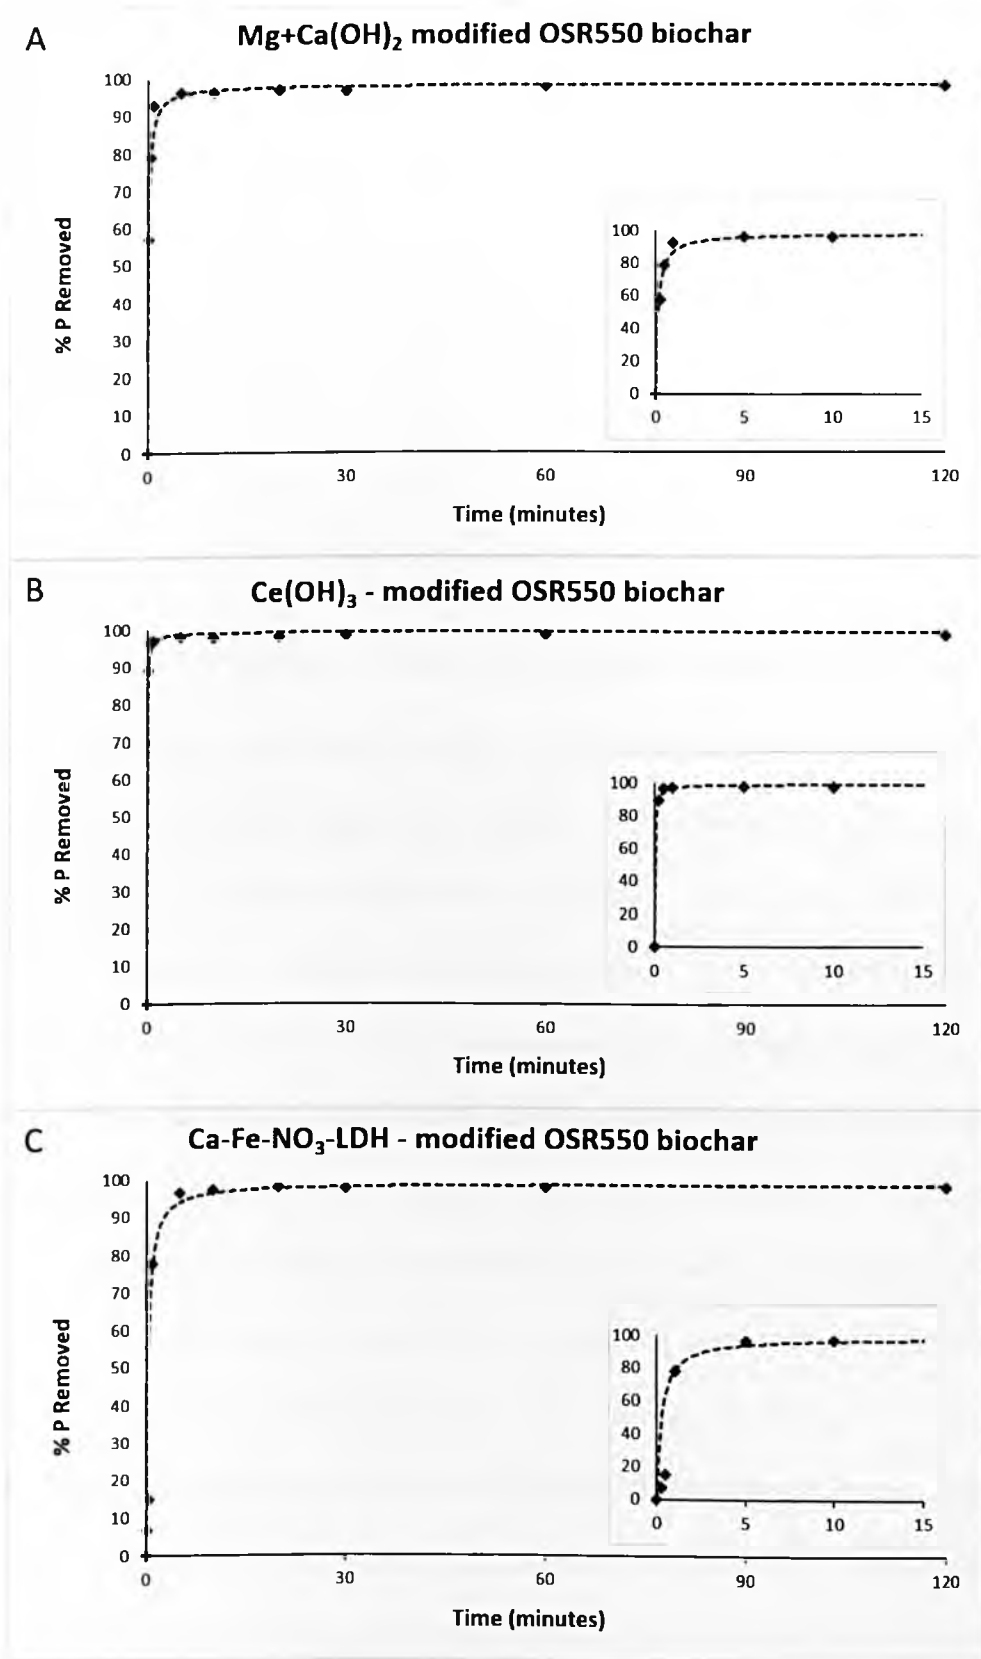 A
Mg+Ca(OH)₂ modified OSR550 biochar
100
90
80
70
60
50
40
30
20
10
0
% P Removed
0 30 60 90 120
Time (minutes)
100
80
60
40
20
0
0 5 10 15
B
Ce(OH)₃ - modified OSR550 biochar
100
90
80
70
60
50
40
30
20
10
0
% P Removed
0 30 60 90 120
Time (minutes)
100
80
60
40
20
0
0 5 10 15
C
Ca-Fe-NO₃-LDH - modified OSR550 biochar
100
90
80
70
60
50
40
30
20
10
0
% P Removed
0 30 60 90 120
Time (minutes)
100
80
60
40
20
0
0 5 10 15